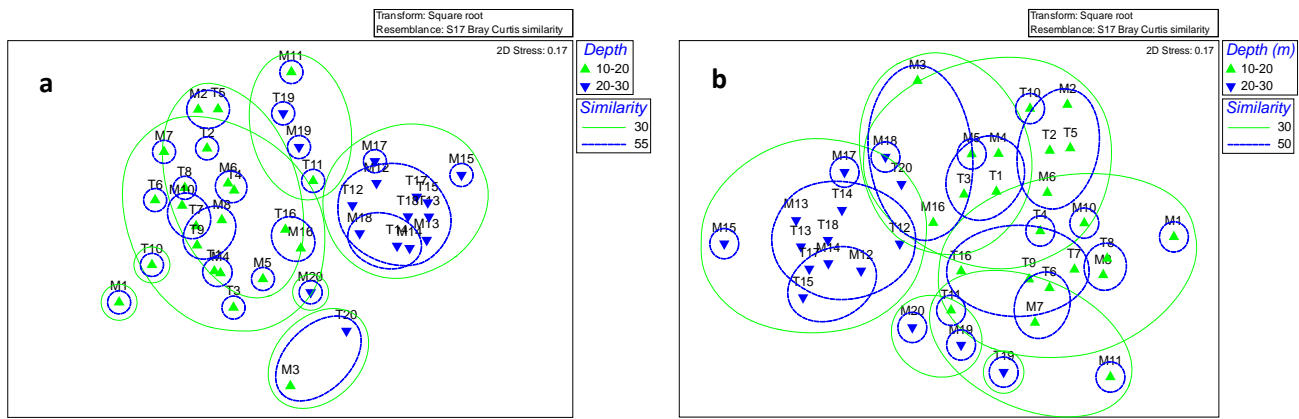 Transform: Square root
Resemblance: S17 Bray Curtis similarity
2D Stress: 0.17
a
Depth
10-20
20-30
Similarity
30
55
M11
M2 T5
T19
M7
T2
M19
M17
M15
M6
T4
T11
M12
T8
T6
M10
T12
T17
T15
T7
M8
T18
T13
T16
M18
M13
T9
M16
T14
M14
T10
M4
M5
M20
M1
T3
T20
M3
Transform: Square root
Resemblance: S17 Bray Curtis similarity
2D Stress: 0.17
b
Depth (m)
10-20
20-30
Similarity
30
50
M3
T10
M2
M18
M5
M4
T2
T5
M17
T20
T3
T1
M6
M13
T14
M16
T4
M10
M1
M15
T13
T18
T12
T8
T17
M14
M12
T16
T9
T7
M8
T15
T6
T11
M7
M20
M19
T19
M11